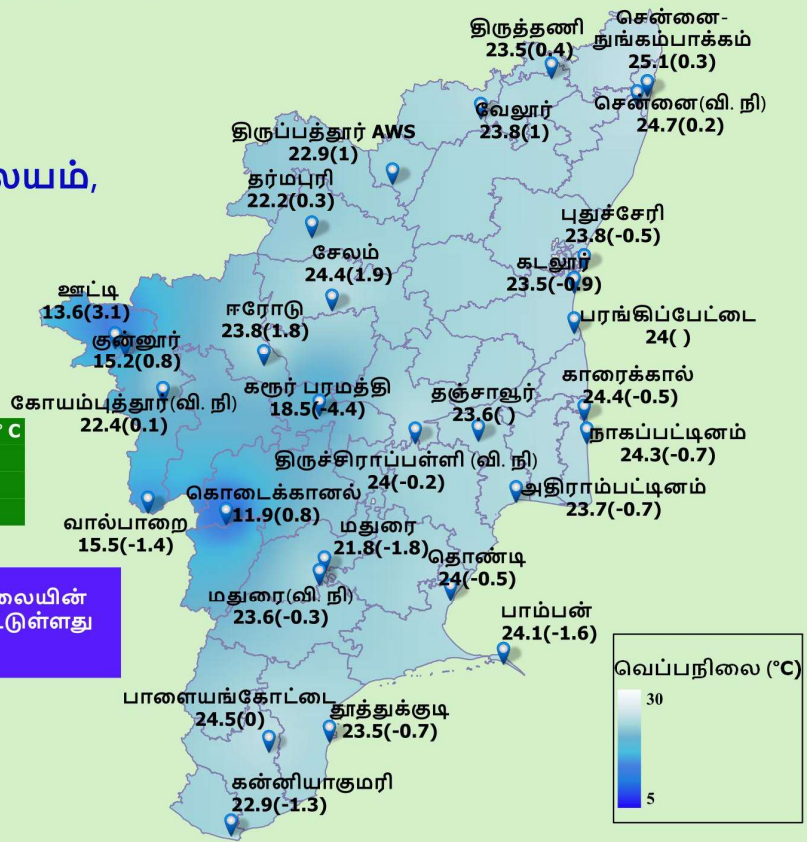 திருத்தணி
23.5(0.4)
சென்னை-
நுங்கம்பாக்கம்
25.1(0.3)
சென்னை(வி. நி)
24.7(0.2)
வேலூர்
23.8(1)
திருப்பத்தூர் AWS
22.9(1)
லயம்,
தர்மபுரி
22.2(0.3)
புதுச்சேரி
23.8(-0.5)
சேலம்
24.4(1.9)
கடலூர்
23.5(-0.9)
ஊட்டி
13.6(3.1)
ஈரோடு
23.8(1.8)
பரங்கிப்பேட்டை
24( )
குன்னூர்
15.2(0.8)
கரூர் பரமத்தி
18.5(-4.4)
தஞ்சாவூர்
23.6( )
காரைக்கால்
24.4(-0.5)
கோயம்புத்தூர்(வி. நி)
22.4(0.1)
° C
நாகப்பட்டினம்
24.3(-0.7)
திருச்சிராப்பள்ளி (வி. நி)
24(-0.2)
கொடைக்கானல்
11.9(0.8)
அதிராம்பட்டினம்
23.7(-0.7)
வால்பாறை
15.5(-1.4)
மதுரை
21.8(-1.8)
தொண்டி
24(-0.5)
லையின்
டுள்ளது
மதுரை(வி. நி)
23.6(-0.3)
பாம்பன்
24.1(-1.6)
வெப்பநிலை (°C)
30
5
பாளையங்கோட்டை
24.5(0)
தூத்துக்குடி
23.5(-0.7)
கன்னியாகுமரி
22.9(-1.3)